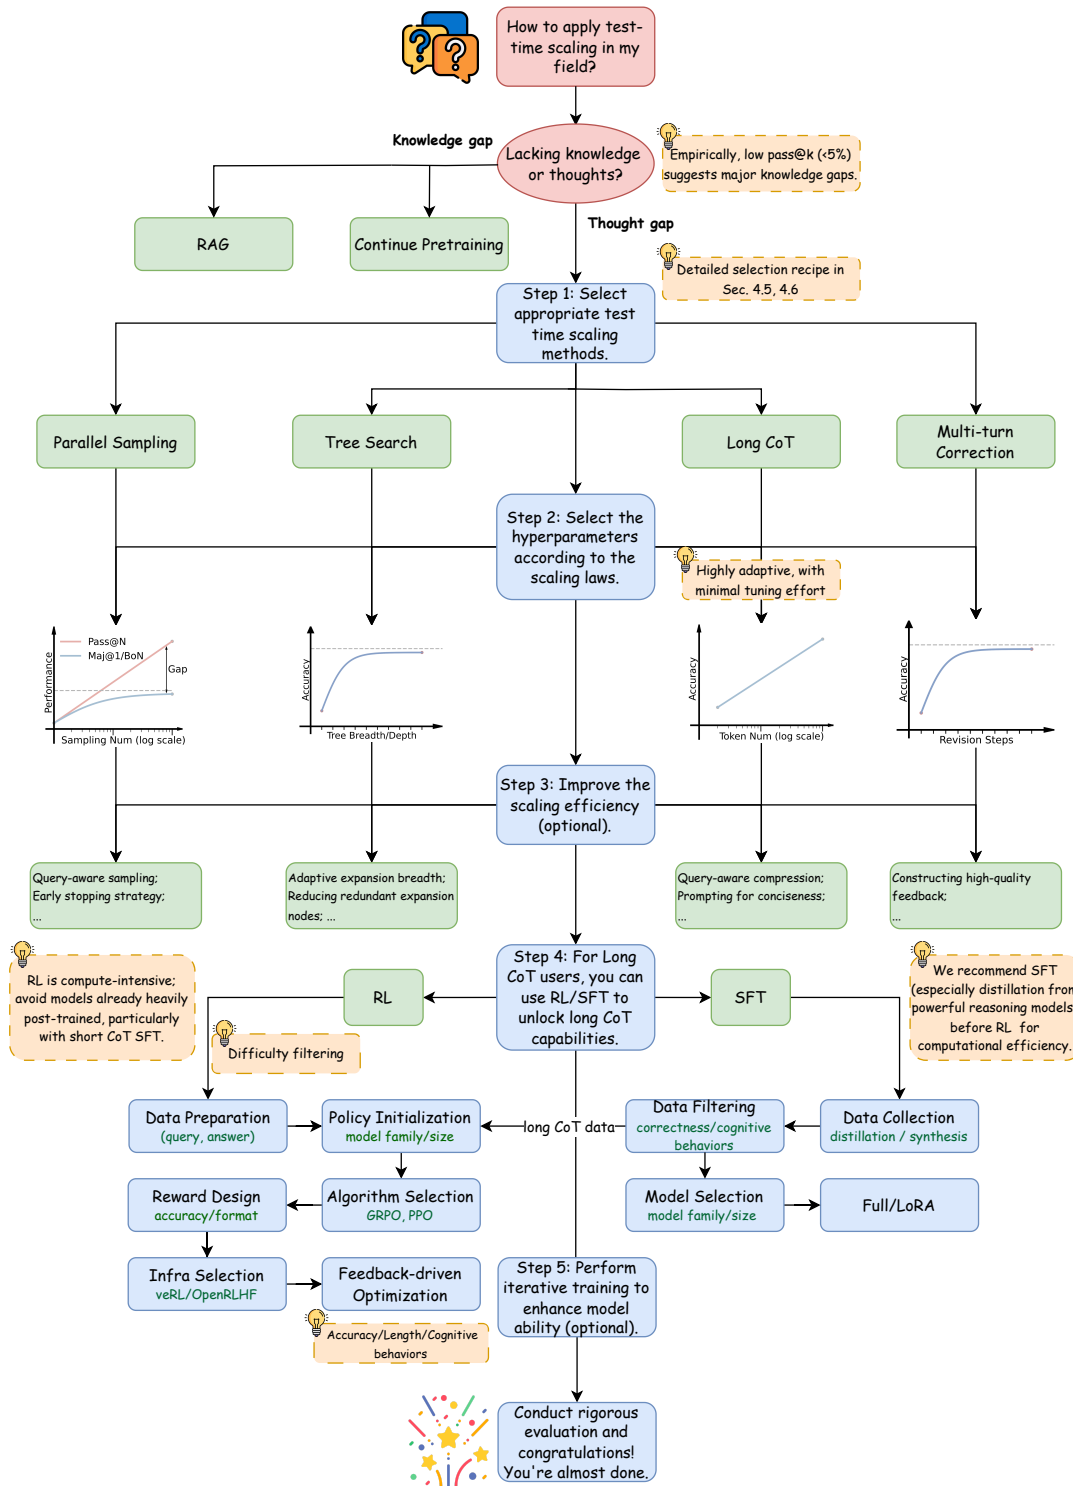 How to apply test-
time scaling in my
field?
Knowledge gap
Lacking knowledge
or thoughts?
Empirically, low pass@k (<5%)
suggests major knowledge gaps.
RAG
Continue Pretraining
Thought gap
Detailed selection recipe in
Sec. 4.5, 4.6
Step 1: Select
appropriate test
time scaling
methods.
Parallel Sampling
Tree Search
Long CoT
Multi-turn
Correction
Step 2: Select the
hyperparameters
according to the
scaling laws.
Highly adaptive, with
minimal tuning effort
Performance
Pass@N
Maj@1/BoN
Gap
Sampling Num (log scale)
Accuracy
Tree Breadth/Depth
Accuracy
Token Num (log scale)
Accuracy
Revision Steps
Step 3: Improve the
scaling efficiency
(optional).
Query-aware sampling;
Early stopping strategy;
...
Adaptive expansion breadth;
Reducing redundant expansion
nodes; ...
Query-aware compression;
Prompting for conciseness;
...
Constructing high-quality
feedback;
...
RL is compute-intensive;
avoid models already heavily
post-trained, particularly
with short CoT SFT.
RL
Step 4: For Long
CoT users, you can
use RL/SFT to
unlock long CoT
capabilities.
SFT
We recommend SFT
(especially distillation from
powerful reasoning models)
before RL for
computational efficiency.
Difficulty filtering
Data Preparation
(query, answer)
Policy Initialization
model family/size
long CoT data
Data Filtering
correctness/cognitive
behaviors
Data Collection
distillation / synthesis
Reward Design
accuracy/format
Algorithm Selection
GRPO, PPO
Model Selection
model family/size
Full/LoRA
Infra Selection
veRL/OpenRLHF
Feedback-driven
Optimization
Step 5: Perform
iterative training to
enhance model
ability (optional).
Accuracy/Length/Cognitive
behaviors
Conduct rigorous
evaluation and
congratulations!
You're almost done.